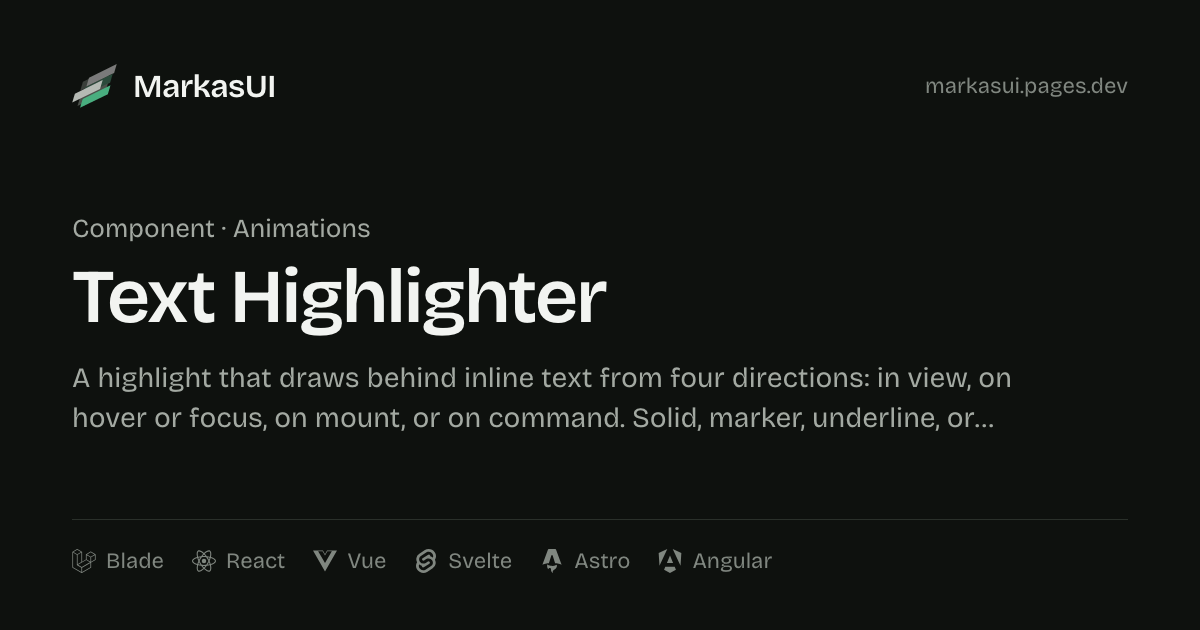 MarkasUI
markasui.pages.dev
Component · Animations
Text Highlighter
A highlight that draws behind inline text from four directions: in view, on
hover or focus, on mount, or on command. Solid, marker, underline, or...
Blade React Vue Svelte Astro Angular